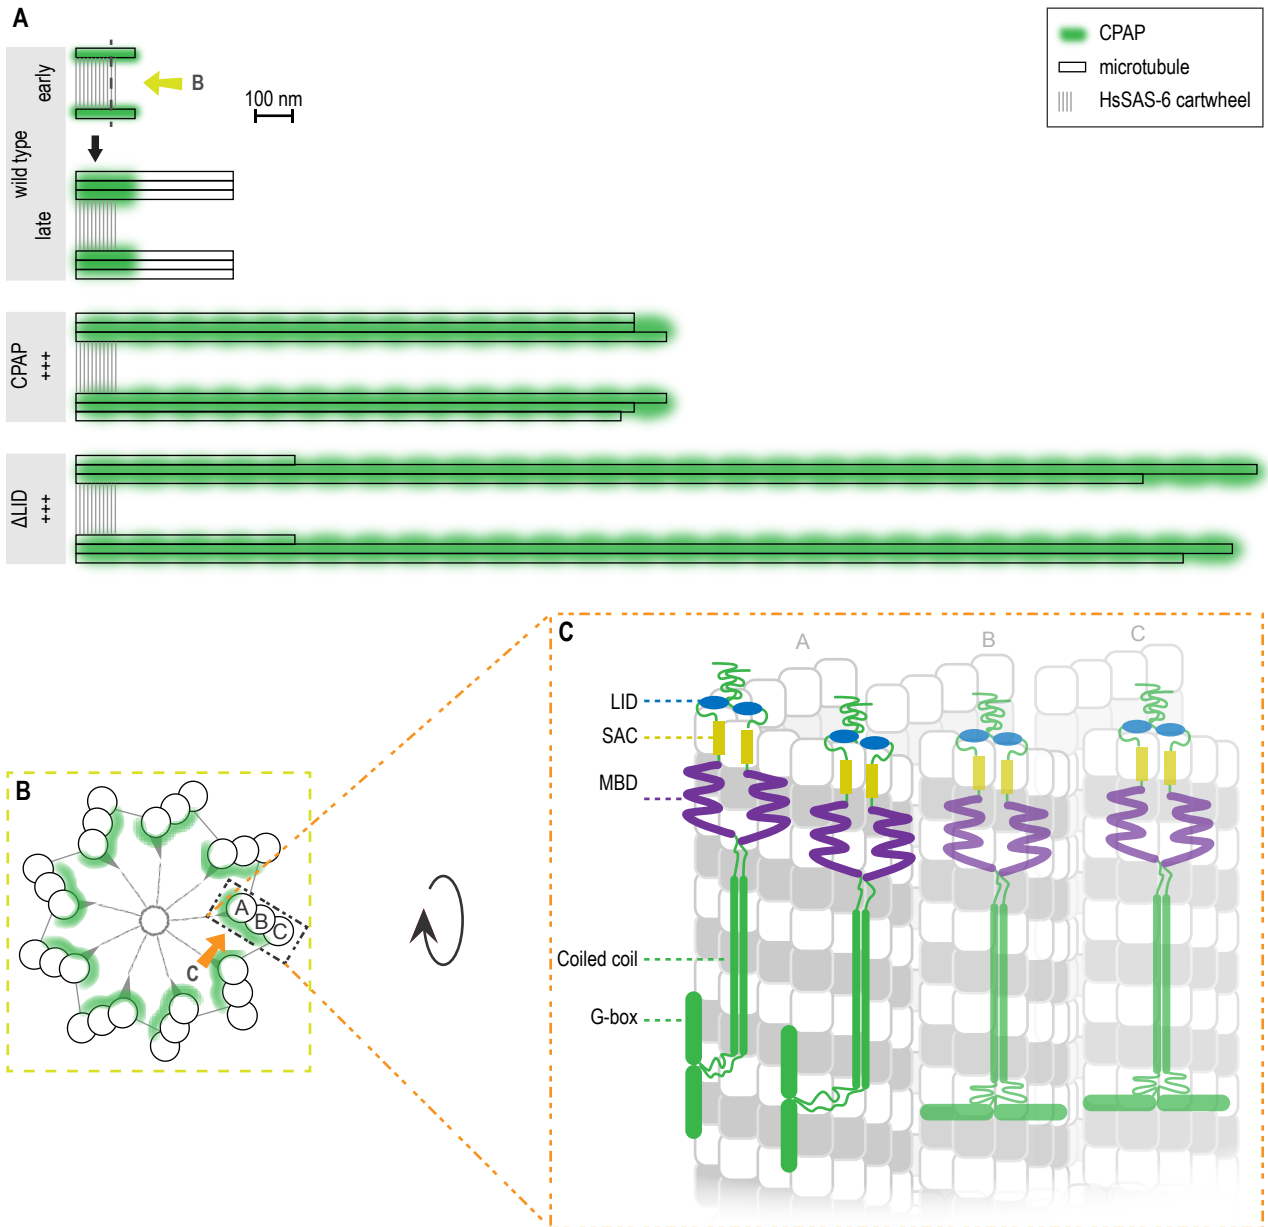 A
CPAP
microtubule
HsSAS-6 cartwheel
early
B
100 nm
wild type
late
CPAP
+++
ΔLID
+++
C
A
B
C
LID
SAC
MBD
Coiled coil
G-box
B
A
B
C
C